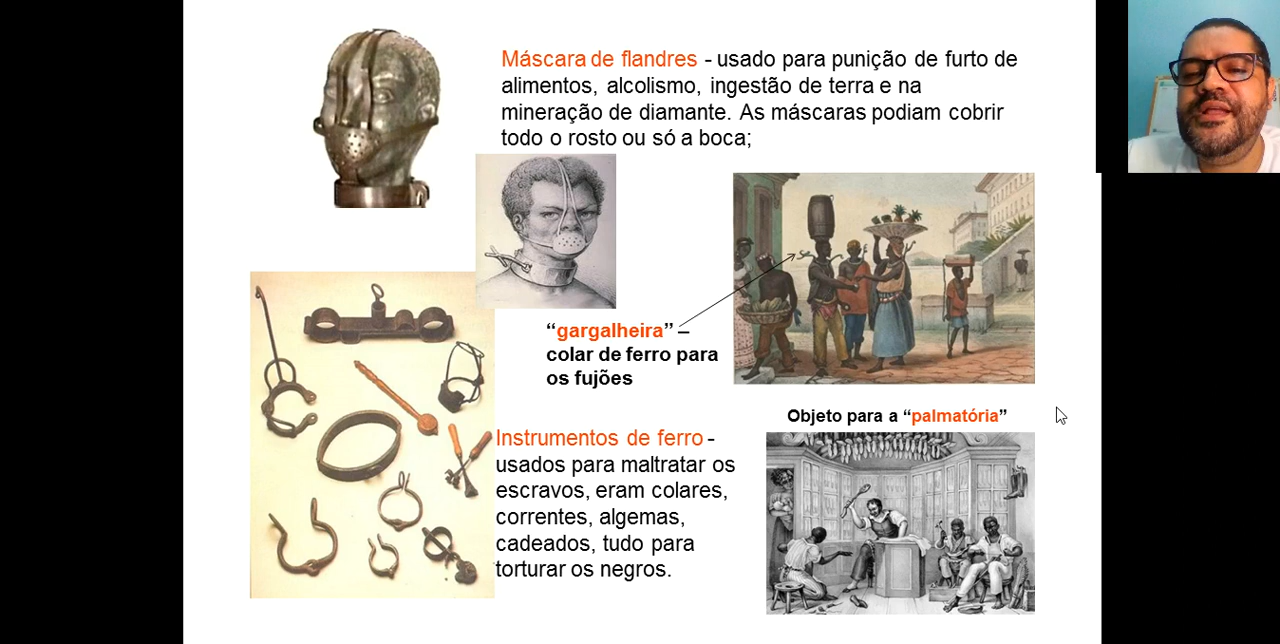 Máscara de flandres - usado para punição de furto de
alimentos, alcolismo, ingestão de terra e na
mineração de diamante. As máscaras podiam cobrir
todo o rosto ou só a boca;
“gargalheira” –
colar de ferro para
os fujões
Objeto para a “palmatória”
Instrumentos de ferro -
usados para maltratar os
escravos, eram colares,
correntes, algemas,
cadeados, tudo para
torturar os negros.